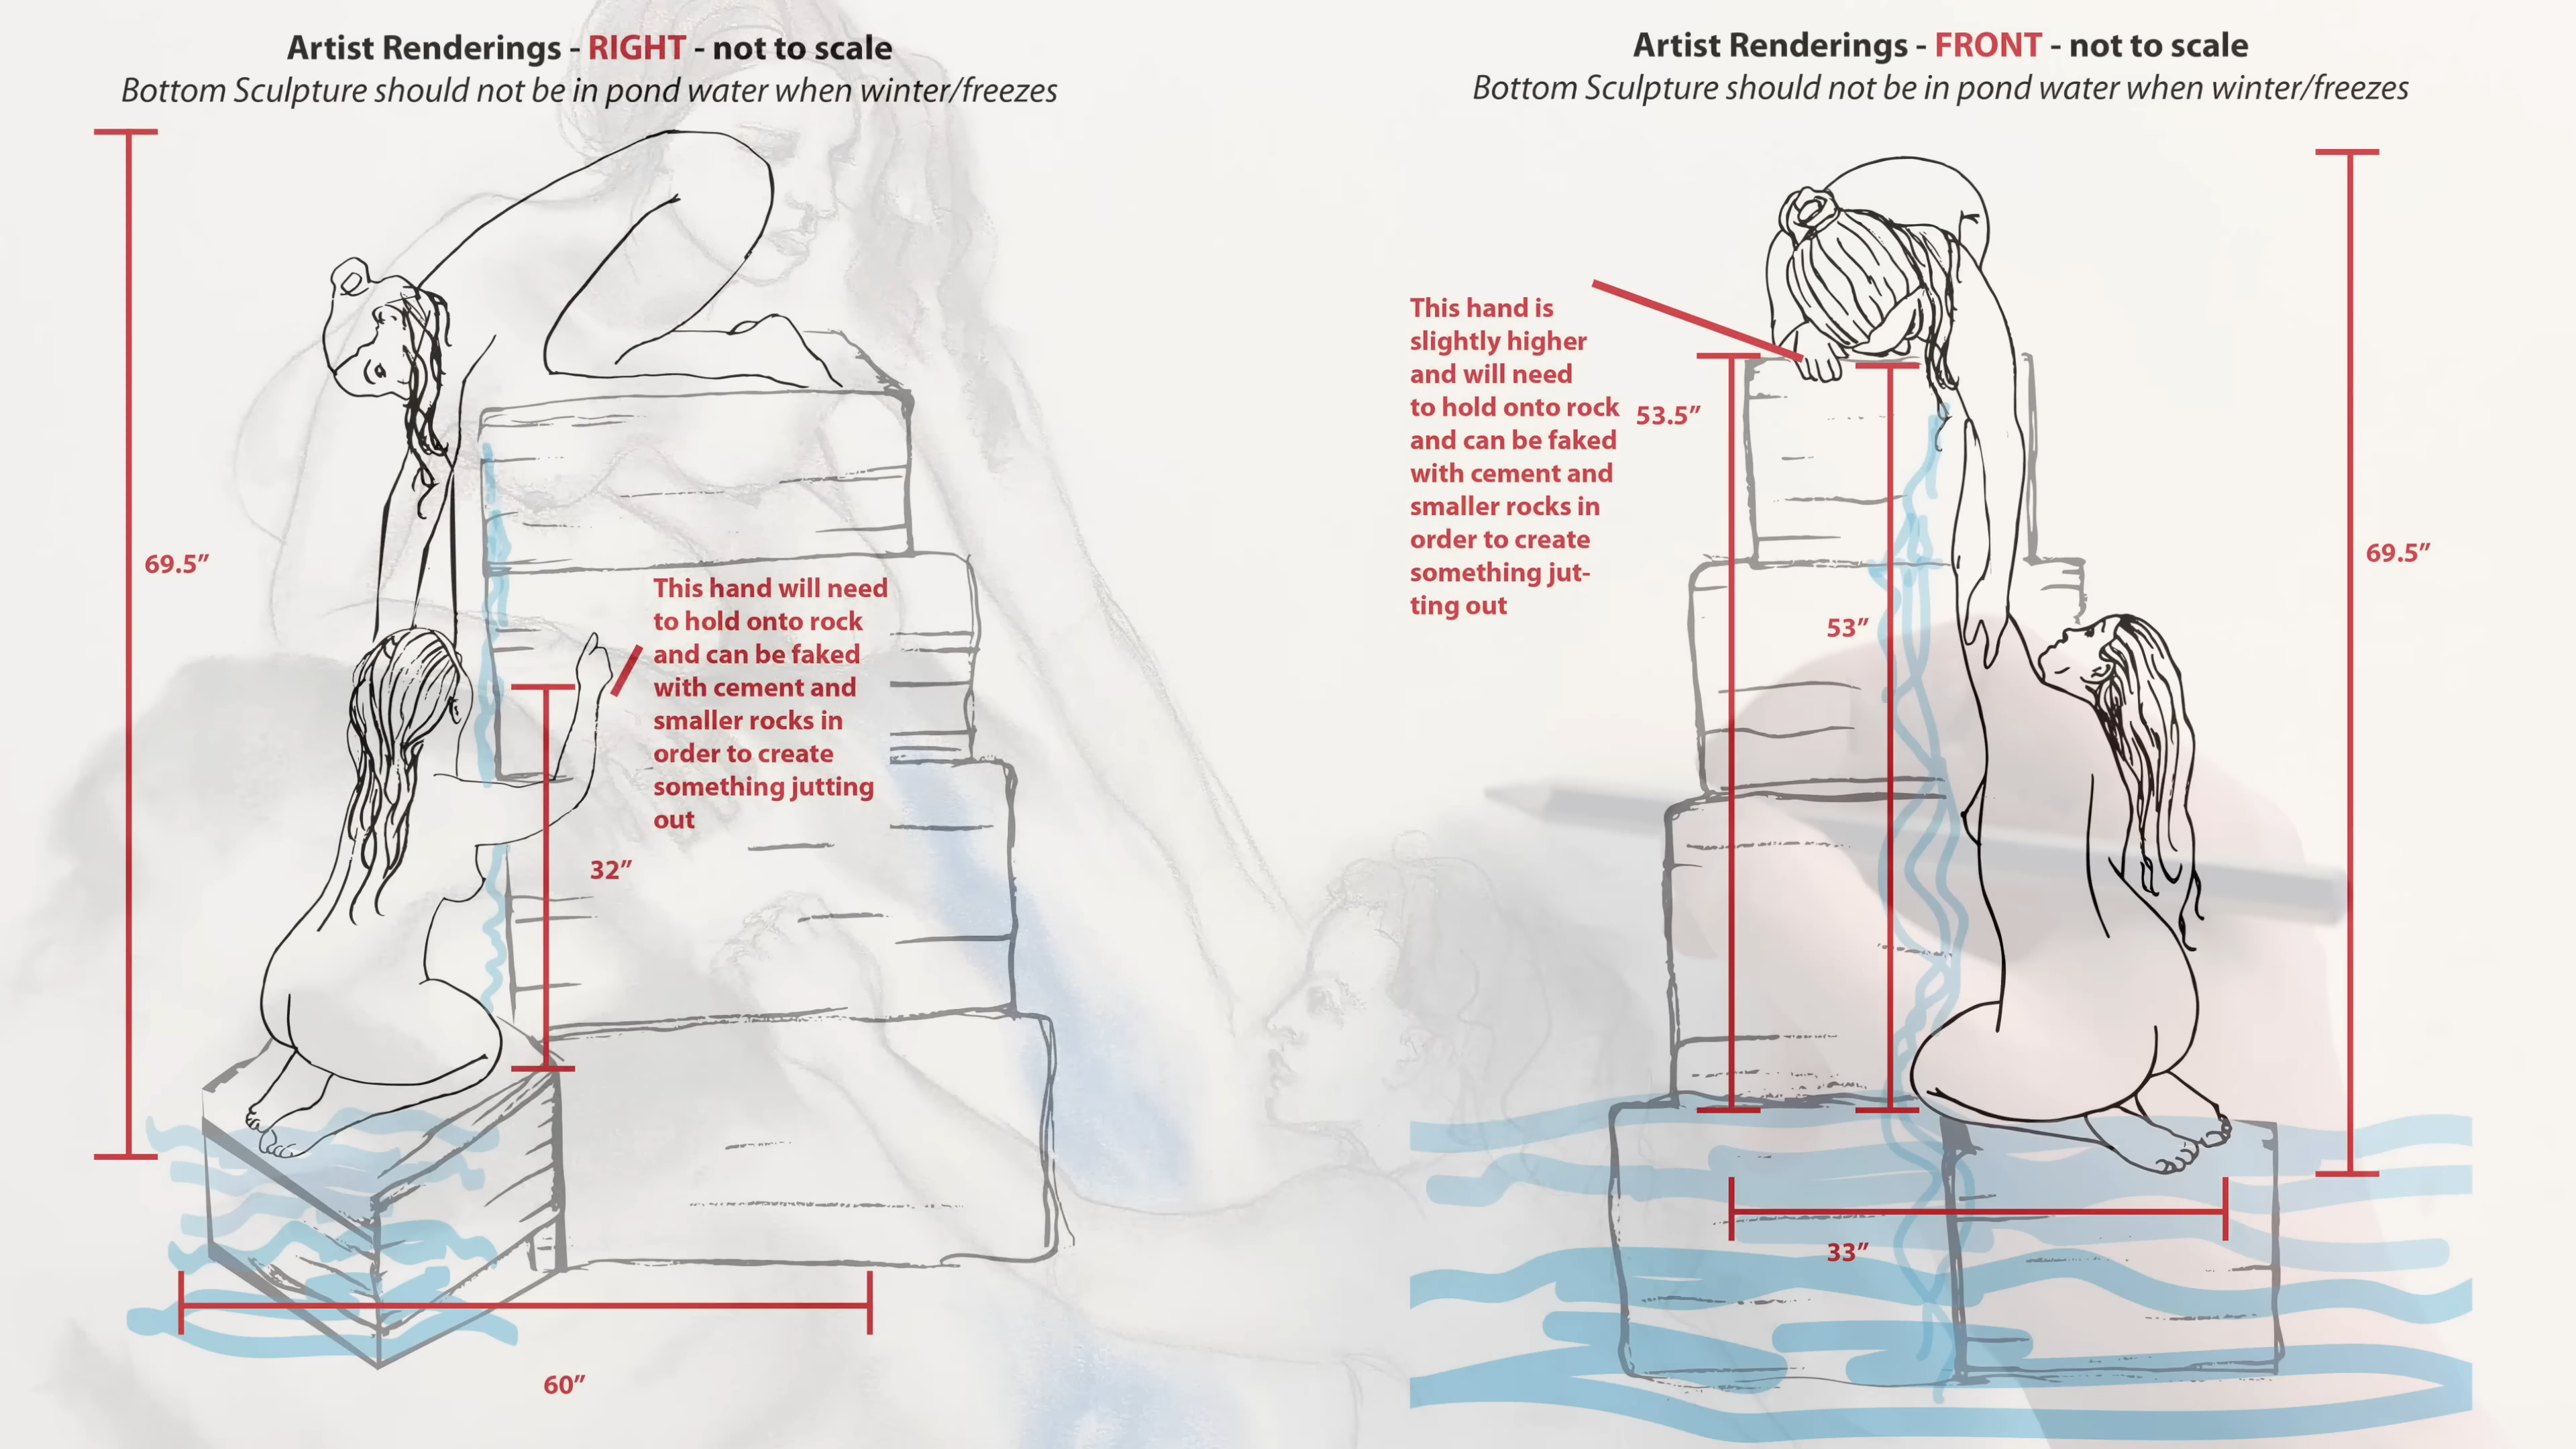 Artist Renderings - RIGHT - not to scale
Bottom Sculpture should not be in pond water when winter/freezes
69.5”
This hand will need
to hold onto rock
and can be faked
with cement and
smaller rocks in
order to create
something jutting
out
32”
60”
Artist Renderings - FRONT - not to scale
Bottom Sculpture should not be in pond water when winter/freezes
This hand is
slightly higher
and will need
to hold onto rock
and can be faked
with cement and
smaller rocks in
order to create
something jut-
ting out
53.5”
53”
69.5”
33”